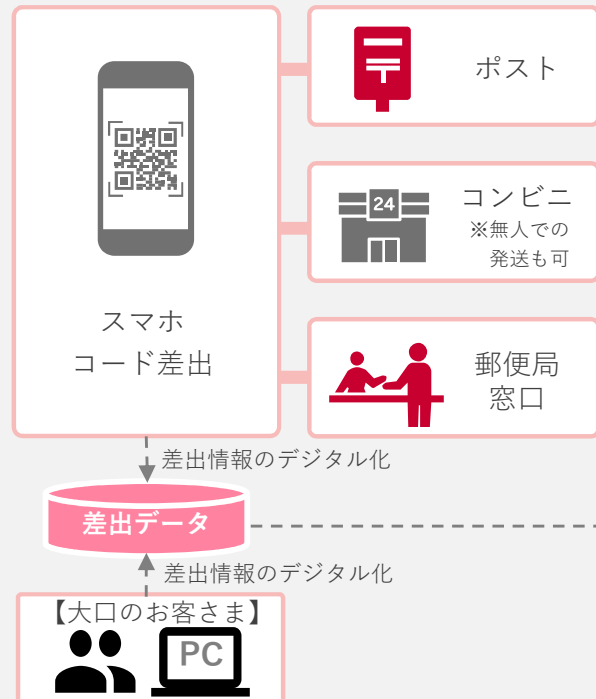 ポスト
24
コンビニ
※無人での
発送も可
スマホ
コード差出
郵便局
窓口
差出情報のデジタル化
差出データ
差出情報のデジタル化
【大口のお客さま】
PC